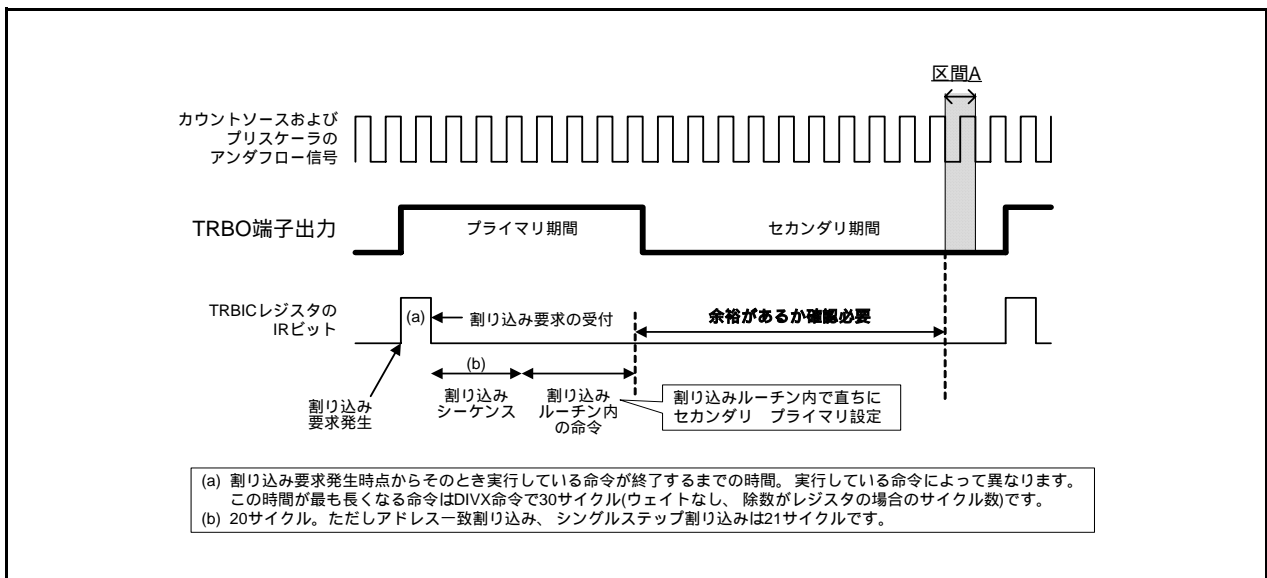 区間A
カウントソースおよび
プリスケーラの
アンダフロー信号
TRBO端子出力
プライマリ期間
セカンダリ期間
TRBICレジスタの
IRビット
(a)
割り込み要求の受付
余裕があるか確認必要
(b)
割り込み
要求発生
割り込み
シーケンス
割り込み
ルーチン内
の命令
割り込みルーチン内で直ちに
セカンダリ　プライマリ設定
(a) 割り込み要求発生時点からそのとき実行している命令が終了するまでの時間。 実行している命令によって異なります。
この時間が最も長くなる命令はDIVX命令で30サイクル(ウェイトなし、 除数がレジスタの場合のサイクル数)です。
(b) 20サイクル。ただしアドレス一致割り込み、 シングルステップ割り込みは21サイクルです。